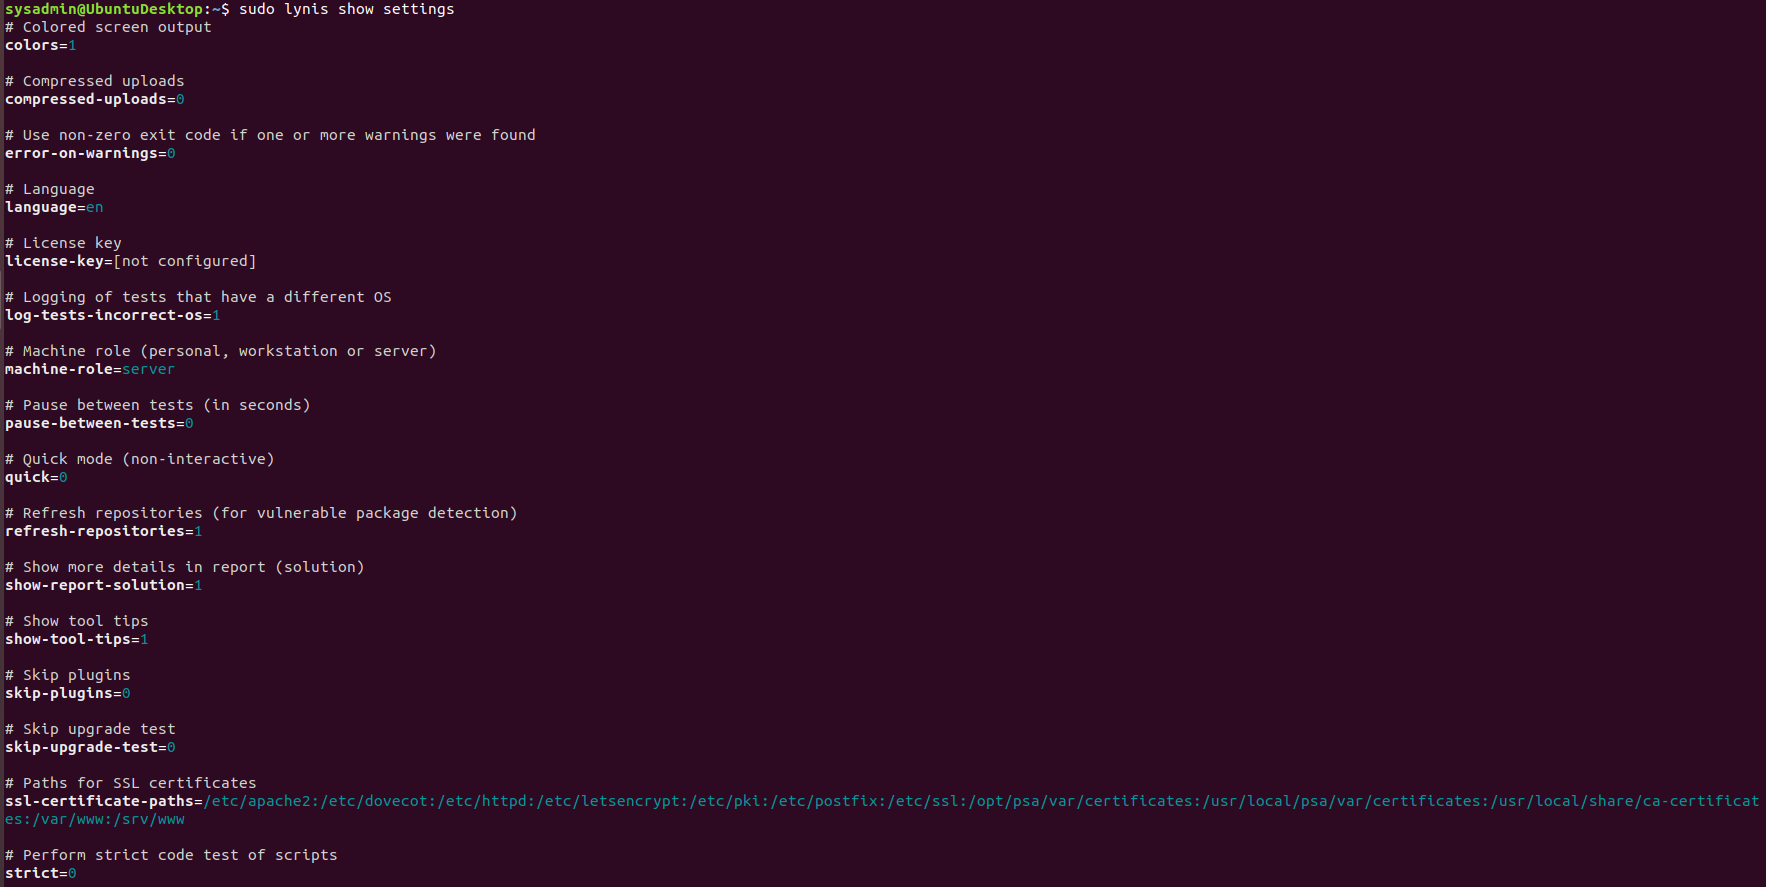 sysadmin@UbuntuDesktop:~$ sudo lynis show settings
# Colored screen output
colors=1
# Compressed uploads
compressed-uploads=0
# Use non-zero exit code if one or more warnings were found
error-on-warnings=0
# Language
language=en
# License key
license-key=[not configured]
# Logging of tests that have a different OS
log-tests-incorrect-os=1
# Machine role (personal, workstation or server)
machine-role=server
# Pause between tests (in seconds)
pause-between-tests=0
# Quick mode (non-interactive)
quick=0
# Refresh repositories (for vulnerable package detection)
refresh-repositories=1
# Show more details in report (solution)
show-report-solution=1
# Show tool tips
show-tool-tips=1
# Skip plugins
skip-plugins=0
# Skip upgrade test
skip-upgrade-test=0
# Paths for SSL certificates
ssl-certificate-paths=/etc/apache2:/etc/dovecot:/etc/httpd:/etc/letsencrypt:/etc/pki:/etc/postfix:/etc/ssl:/opt/psa/var/certificates:/usr/local/psa/var/certificates:/usr/local/share/ca-certificat
es:/var/www:/srv/www
# Perform strict code test of scripts
strict=0